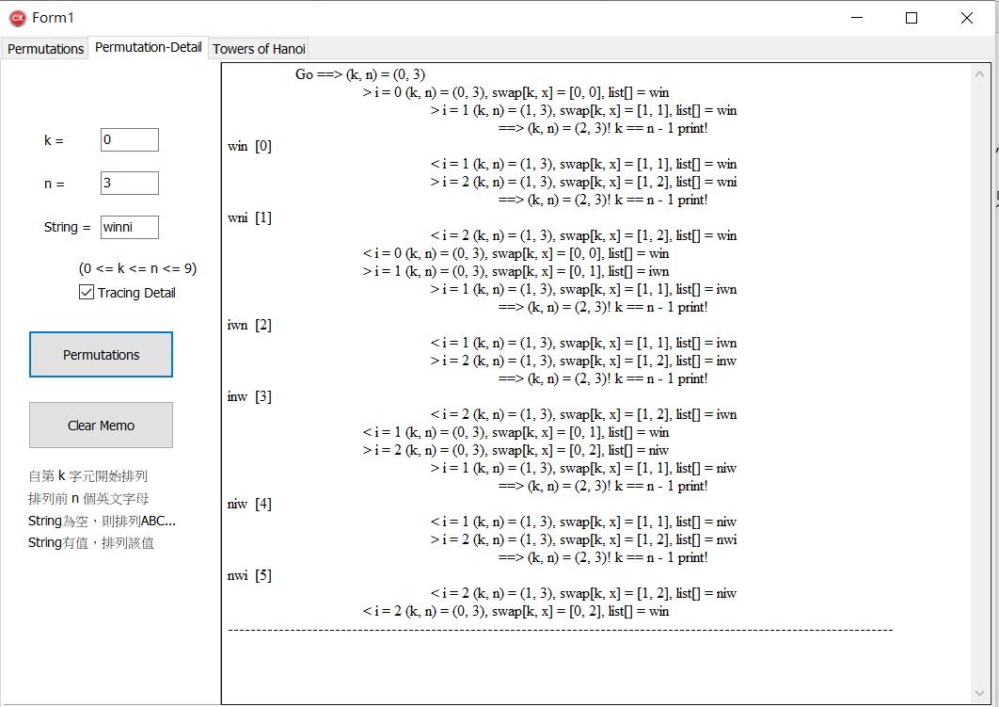 Form1
Permutations Permutation-Detail Towers of Hanoi
k = 0
n = 3
String = winni
(0 <= k <= n <= 9)
Tracing Detail
Permutations
Clear Memo
自第 k 字元開始排列
排列前 n 個英文字母
String為空，則排列ABC...
String有值，排列該值
Go ==> (k, n) = (0, 3)
> i = 0 (k, n) = (0, 3), swap[k, x] = [0, 0], list[] = win
> i = 1 (k, n) = (1, 3), swap[k, x] = [1, 1], list[] = win
==> (k, n) = (2, 3)! k == n - 1 print!
win [0]
< i = 1 (k, n) = (1, 3), swap[k, x] = [1, 1], list[] = win
> i = 2 (k, n) = (1, 3), swap[k, x] = [1, 2], list[] = wni
==> (k, n) = (2, 3)! k == n - 1 print!
wni [1]
< i = 2 (k, n) = (1, 3), swap[k, x] = [1, 2], list[] = win
< i = 0 (k, n) = (0, 3), swap[k, x] = [0, 0], list[] = win
> i = 1 (k, n) = (0, 3), swap[k, x] = [0, 1], list[] = iwn
> i = 1 (k, n) = (1, 3), swap[k, x] = [1, 1], list[] = iwn
==> (k, n) = (2, 3)! k == n - 1 print!
iwn [2]
< i = 1 (k, n) = (1, 3), swap[k, x] = [1, 1], list[] = iwn
> i = 2 (k, n) = (1, 3), swap[k, x] = [1, 2], list[] = inw
==> (k, n) = (2, 3)! k == n - 1 print!
inw [3]
< i = 2 (k, n) = (1, 3), swap[k, x] = [1, 2], list[] = iwn
< i = 1 (k, n) = (0, 3), swap[k, x] = [0, 1], list[] = win
> i = 2 (k, n) = (0, 3), swap[k, x] = [0, 2], list[] = niw
> i = 1 (k, n) = (1, 3), swap[k, x] = [1, 1], list[] = niw
==> (k, n) = (2, 3)! k == n - 1 print!
niw [4]
< i = 1 (k, n) = (1, 3), swap[k, x] = [1, 1], list[] = niw
> i = 2 (k, n) = (1, 3), swap[k, x] = [1, 2], list[] = nwi
==> (k, n) = (2, 3)! k == n - 1 print!
nwi [5]
< i = 2 (k, n) = (1, 3), swap[k, x] = [1, 2], list[] = niw
< i = 2 (k, n) = (0, 3), swap[k, x] = [0, 2], list[] = win